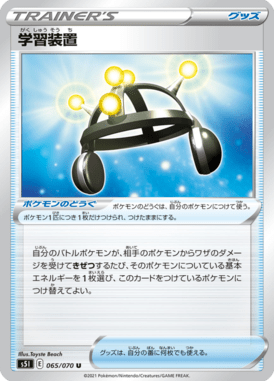 TRAINER'S
グッズ
がくしゅうそうち
学習装置
ポケモンのどうぐ
ポケモンのどうぐは、自分のポケモンにつけて使う。
ポケモン1匹につき1枚だけつけられ、つけたままにする。
自分のバトルポケモンが、相手のポケモンからワザのダメ
ージを受けてきぜつするたび、そのポケモンについている基本
エネルギーを1枚選び、このカードをつけているポケモンに
つけ替えてよい。
Illus.Toyste Beach
S5I E 065/070 U
グッズは、自分の番に何枚でも使える。
©2021 Pokémon/Nintendo/Creatures/GAME FREAK.